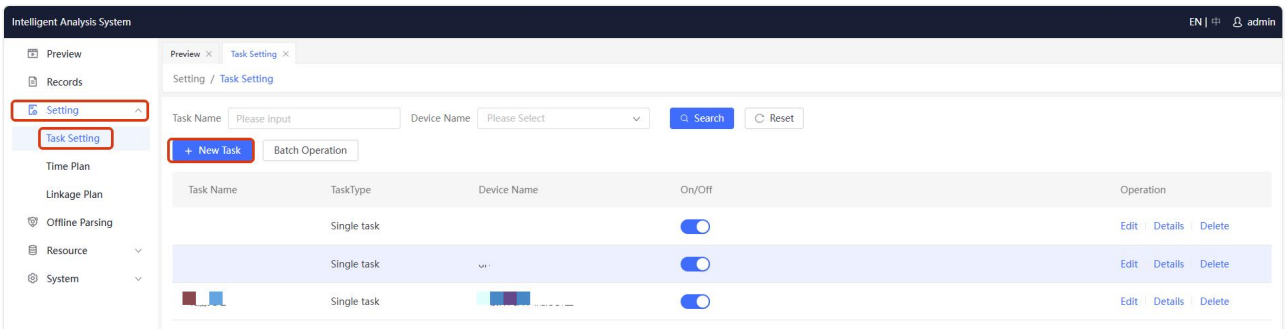 Intelligent Analysis System EN | 中 admin
Preview
Records
Setting
Task Setting
Time Plan
Linkage Plan
Offline Parsing
Resource
System
Preview × Task Setting ×
Setting / Task Setting
Task Name Please input Device Name Please Select Search Reset
+ New Task Batch Operation
Task Name TaskType Device Name On/Off Operation
Single task Edit Details Delete
Single task Edit Details Delete
Single task Edit Details Delete